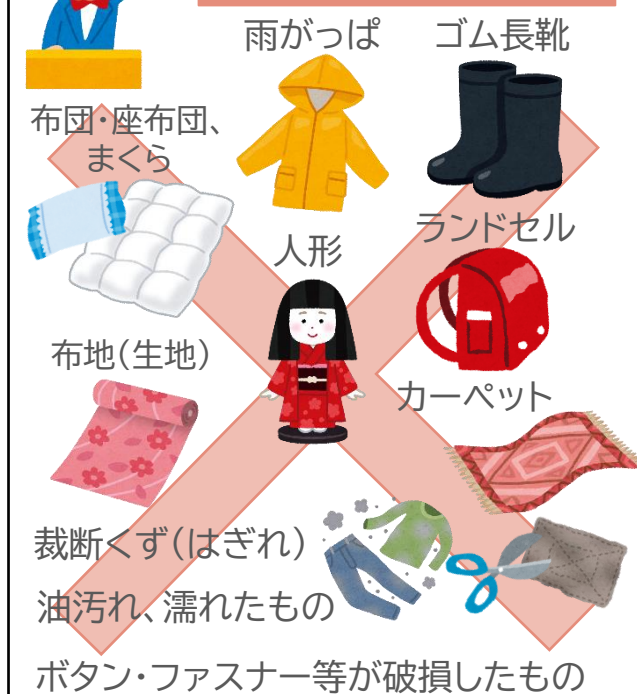 雨がっぱ
ゴム長靴
布団・座布団、
まくら
人形
ランドセル
布地(生地)
カーペット
裁断くず(はぎれ)
油汚れ、濡れたもの
ボタン・ファスナー等が破損したもの